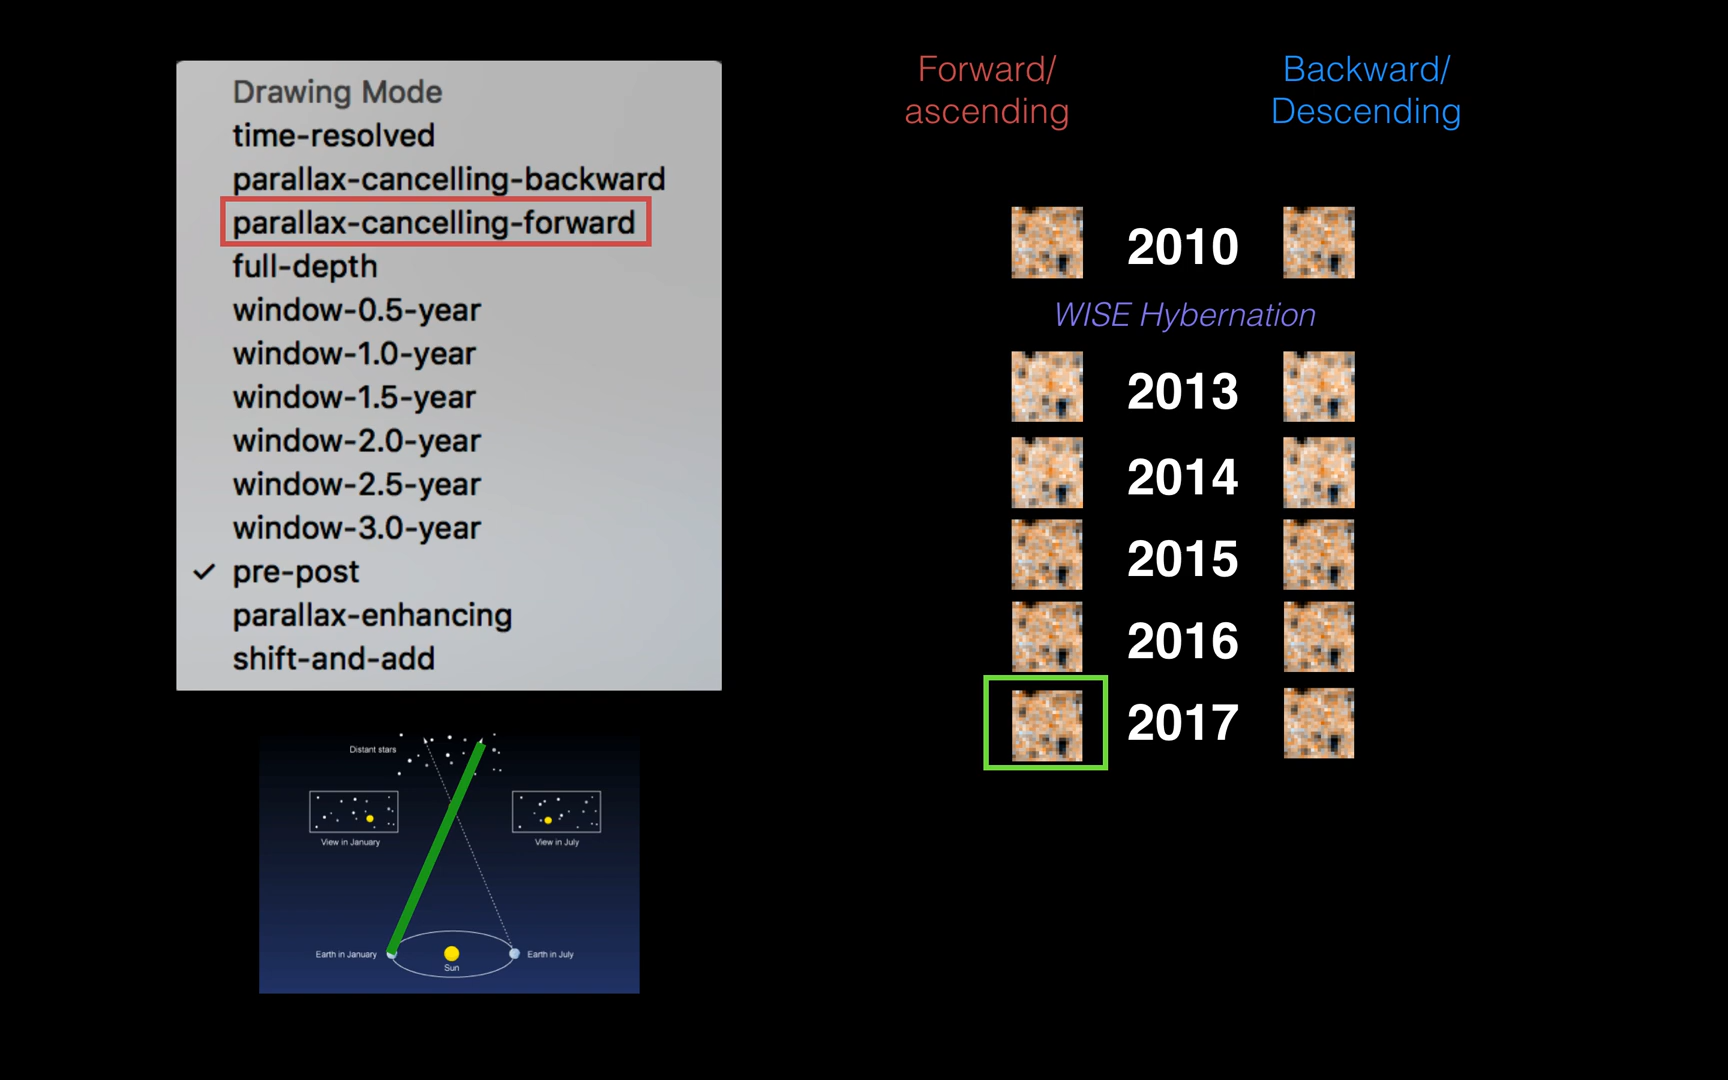 Drawing Mode
time-resolved
parallax-cancelling-backward
parallax-cancelling-forward
full-depth
window-0.5-year
window-1.0-year
window-1.5-year
window-2.0-year
window-2.5-year
window-3.0-year
✓ pre-post
parallax-enhancing
shift-and-add
Distant stars
View in January
View in July
Earth in January
Sun
Earth in July
Forward/
ascending
Backward/
Descending
2010
WISE Hybernation
2013
2014
2015
2016
2017